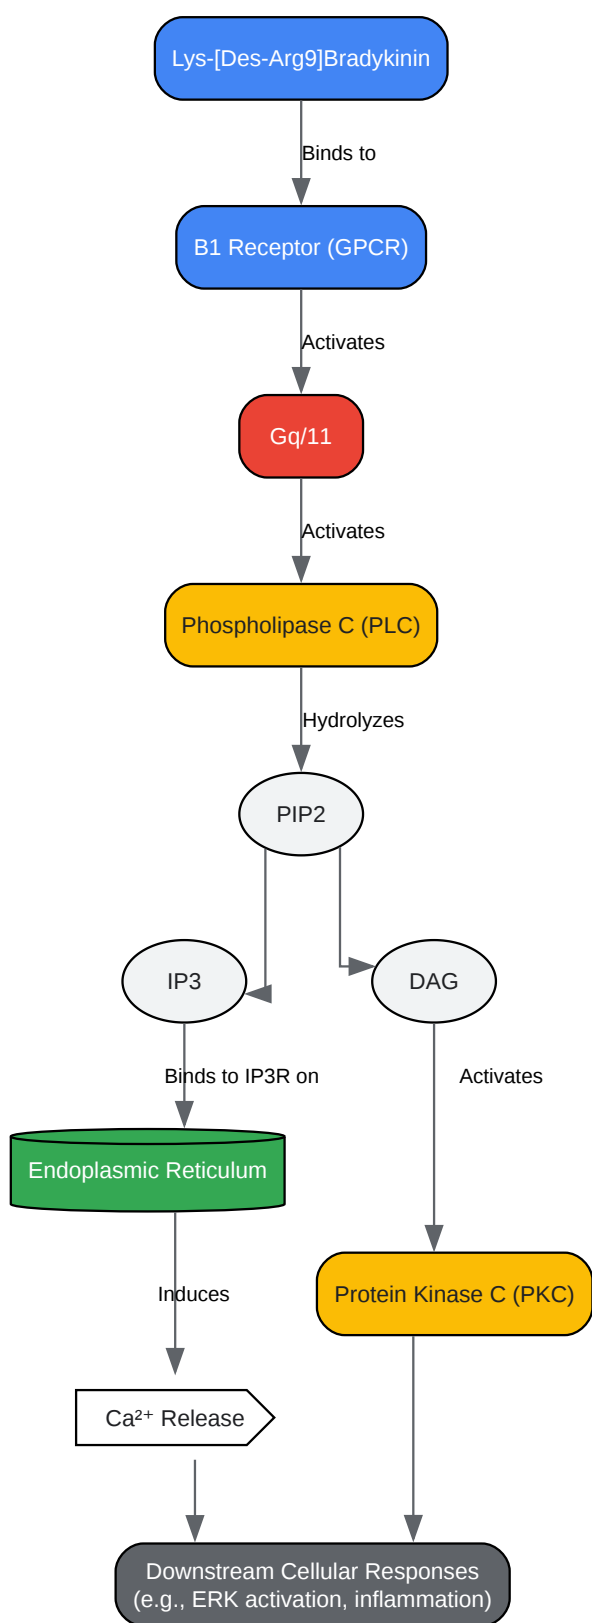 Lys-[Des-Arg9]Bradykinin
Binds to
B1 Receptor (GPCR)
Activates
Gq/11
Activates
Phospholipase C (PLC)
Hydrolyzes
PIP2
IP3
DAG
Binds to IP3R on
Activates
Endoplasmic Reticulum
Induces
Protein Kinase C (PKC)
Ca²⁺ Release
Downstream Cellular Responses
(e.g., ERK activation, inflammation)